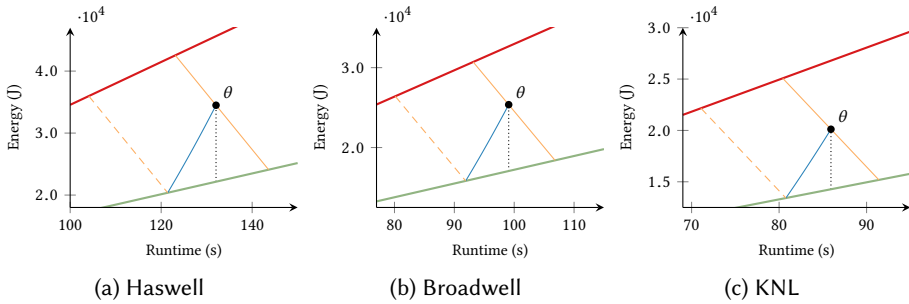 ·10⁴
4.0
3.0
2.0
Energy (J)
θ
100
120
140
Runtime (s)
(a) Haswell
·10⁴
3.0
2.0
Energy (J)
θ
80
90
100
110
Runtime (s)
(b) Broadwell
·10⁴
3.0
2.5
2.0
1.5
Energy (J)
θ
70
80
90
Runtime (s)
(c) KNL